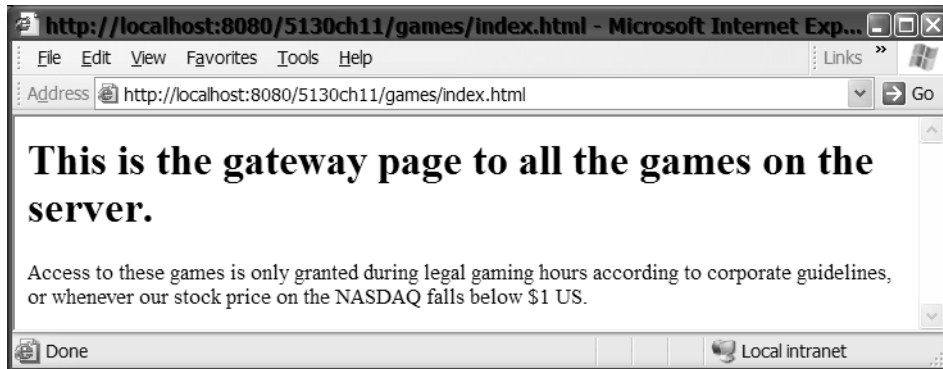 http://localhost:8080/5130ch11/games/index.html - Microsoft Internet Exp...
File Edit View Favorites Tools Help Links »
Address http://localhost:8080/5130ch11/games/index.html Go
This is the gateway page to all the games on the
server.
Access to these games is only granted during legal gaming hours according to corporate guidelines,
or whenever our stock price on the NASDAQ falls below $1 US.
Done Local intranet